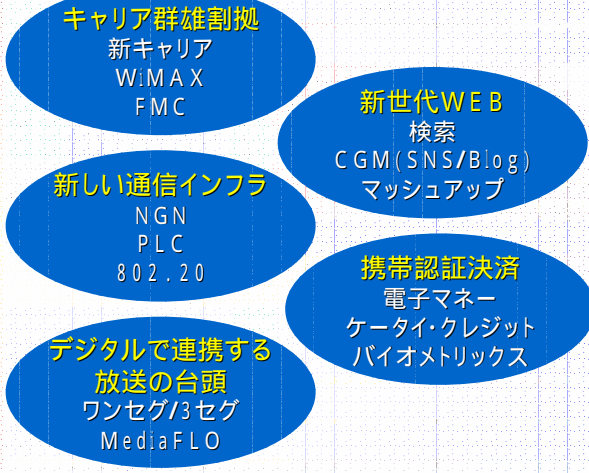 キャリア群雄割拠
新キャリア
WiMAX
FMC
新しい通信インフラ
NGN
PLC
802.20
デジタルで連携する
放送の台頭
ワンセグ/3セグ
MediaFLO
新世代WEB
検索
CGM(SNS/Blog)
マッシュアップ
携帯認証決済
電子マネー
ケータイ・クレジット
バイオメトリックス